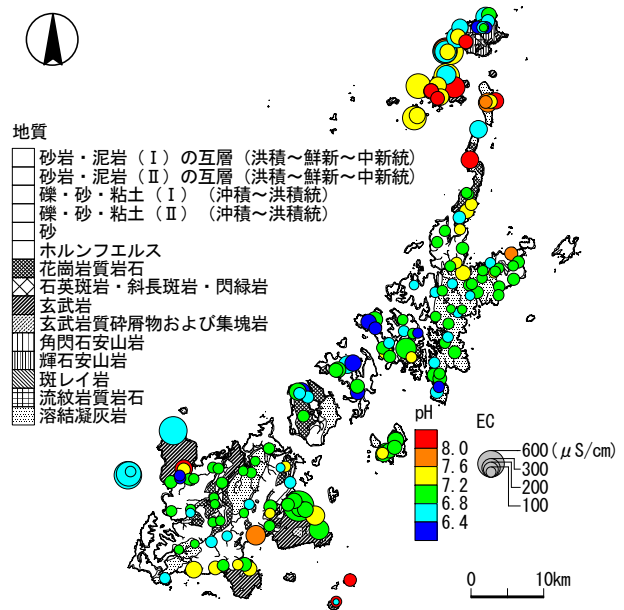 地質
砂岩・泥岩(Ⅰ)の互層(洪積～鮮新～中新統)
砂岩・泥岩(Ⅱ)の互層(洪積～鮮新～中新統)
礫・砂・粘土(Ⅰ)(沖積～洪積統)
礫・砂・粘土(Ⅱ)(沖積～洪積統)
砂
ホルンフエルス
花崗岩質岩石
石英斑岩・斜長斑岩・閃緑岩
玄武岩
玄武岩質砕屑物および集塊岩
角閃石安山岩
輝石安山岩
斑レイ岩
流紋岩質岩石
溶結凝灰岩
pH
8.0
7.6
7.2
6.8
6.4
EC
600(μS/cm)
300
200
100
0 10km